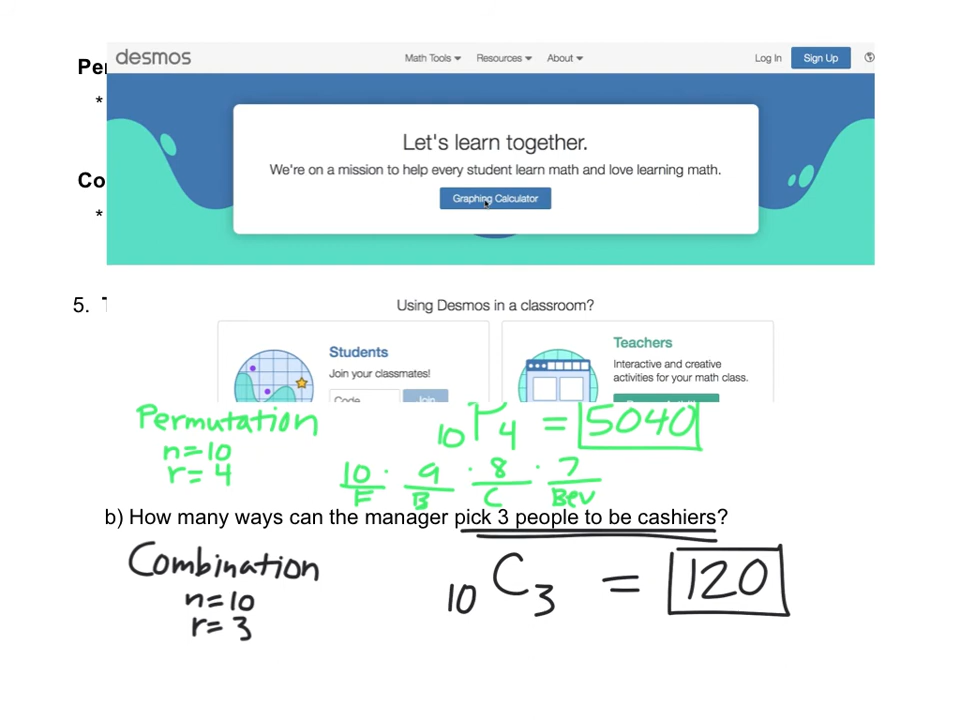 desmos Math Tools Resources About Log In Sign Up
Per
*
Let's learn together.
We're on a mission to help every student learn math and love learning math.
Graphing Calculator
Co
*
5.
Using Desmos in a classroom?
Students
Join your classmates!
Code Join
Teachers
Interactive and creative
activities for your math class.
Permutation
n=10
r=4
10P4 = 5040
10 · 9 · 8 · 7
F B C Bev
b) How many ways can the manager pick 3 people to be cashiers?
Combination
n=10
r=3
10C3 = 120